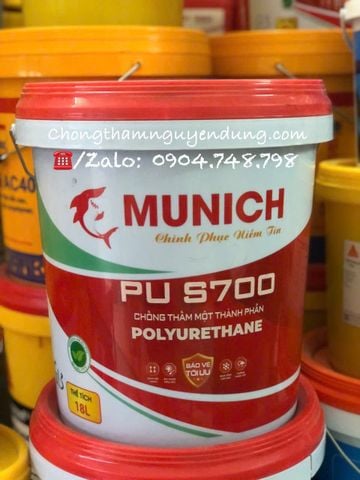 Chongthamnguyendung.com
☎️/Zalo: 0904.748.798
MUNICH
Chinh Phục Niềm Tin
PU S700
CHỐNG THẤM MỘT THÀNH PHẦN
POLYURETHANE
BẢO VỆ
TỐI ƯU
THỂ TÍCH
18L
AC40